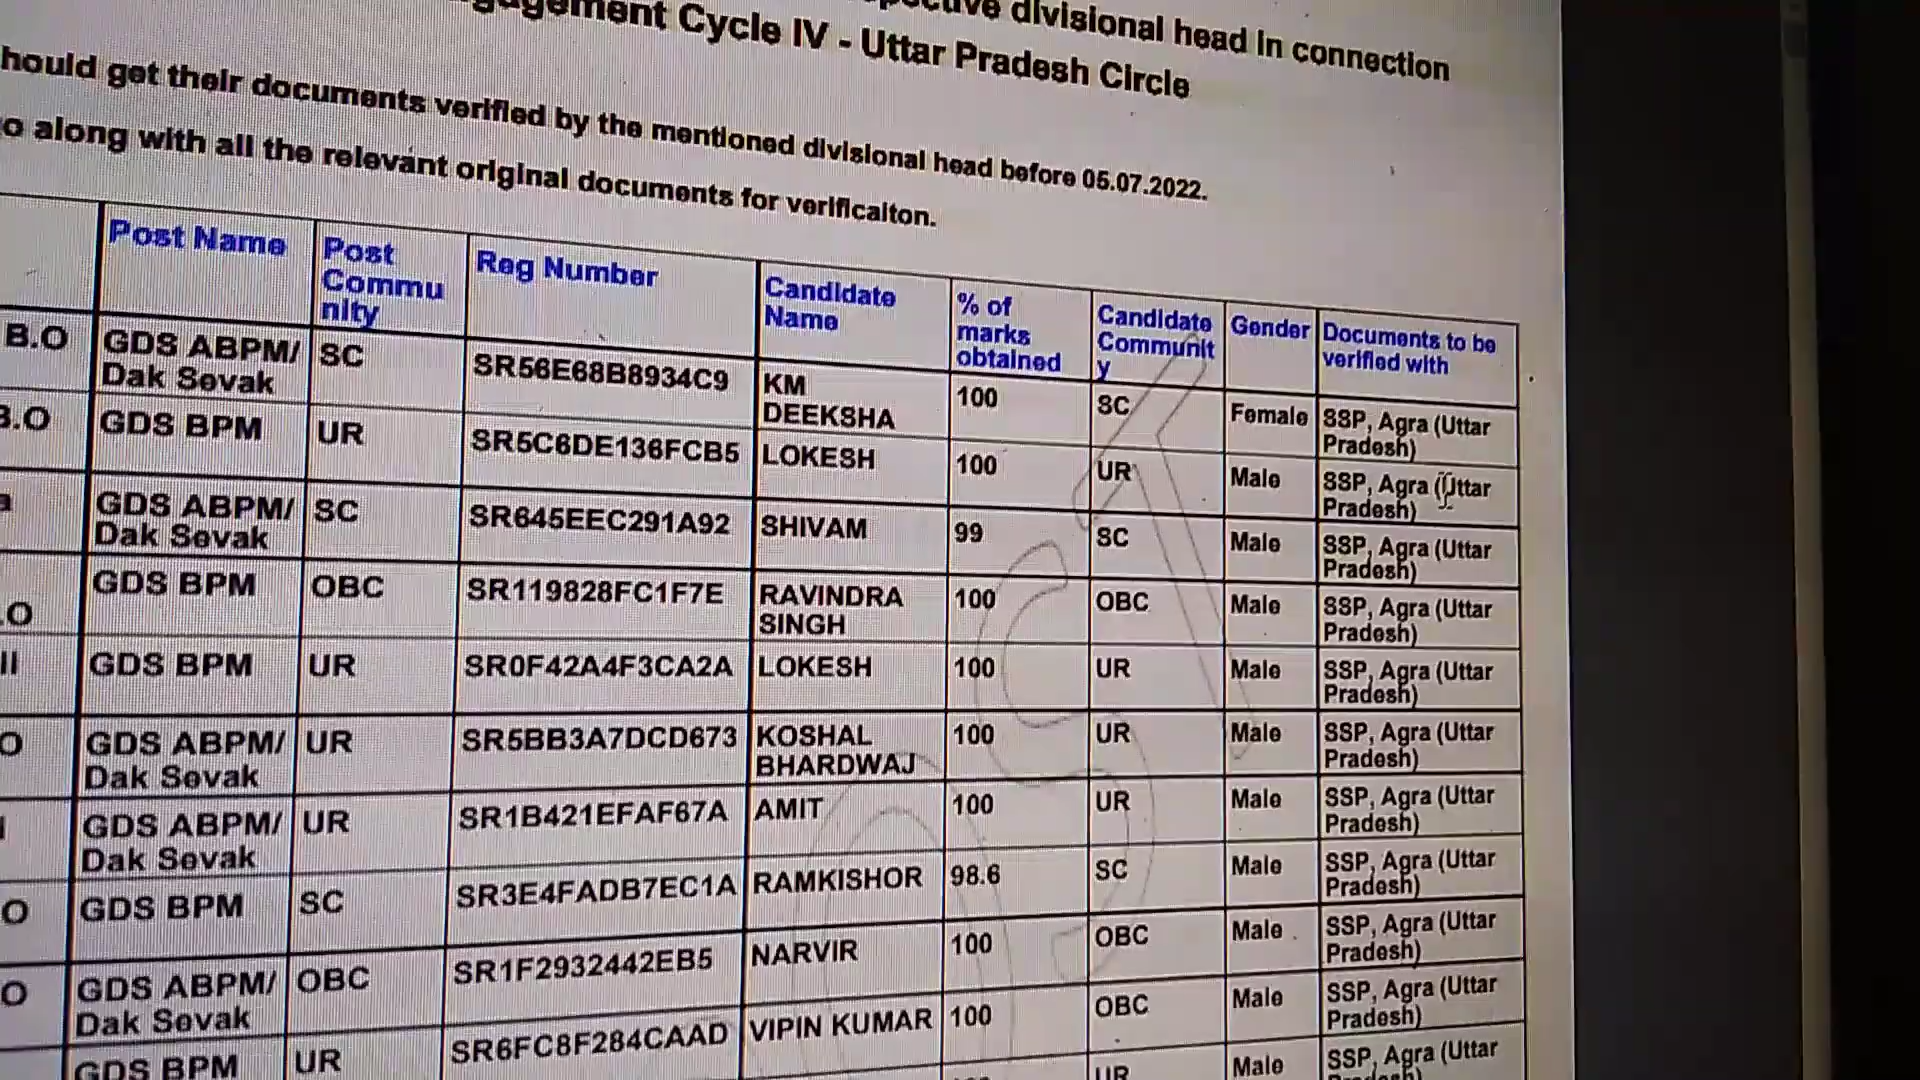 divisional head in connection
Cycle IV - Uttar Pradesh Circle
get their documents verified by the mentioned divisional head before 05.07.2022.
along with all the relevant original documents for verificaiton.
Post Name Post Commu nity Reg Number Candidate Name % of marks obtained Candidate Communit y Gender Documents to be verified with
B.O GDS ABPM/ Dak Sevak SC SR56E68B8934C9 KM DEEKSHA 100 SC Female SSP, Agra (Uttar Pradesh)
B.O GDS BPM UR SR5C6DE136FCB5 LOKESH 100 UR Male SSP, Agra (Uttar Pradesh)
GDS ABPM/ Dak Sevak SC SR645EEC291A92 SHIVAM 99 SC Male SSP, Agra (Uttar Pradesh)
GDS BPM OBC SR119828FC1F7E RAVINDRA SINGH 100 OBC Male SSP, Agra (Uttar Pradesh)
GDS BPM UR SR0F42A4F3CA2A LOKESH 100 UR Male SSP, Agra (Uttar Pradesh)
GDS ABPM/ Dak Sevak UR SR5BB3A7DCD673 KOSHAL BHARDWAJ 100 UR Male SSP, Agra (Uttar Pradesh)
GDS ABPM/ Dak Sevak UR SR1B421EFAF67A AMIT 100 UR Male SSP, Agra (Uttar Pradesh)
GDS BPM SC SR3E4FADB7EC1A RAMKISHOR 98.6 SC Male SSP, Agra (Uttar Pradesh)
GDS ABPM/ Dak Sevak OBC SR1F2932442EB5 NARVIR 100 OBC Male SSP, Agra (Uttar Pradesh)
GDS BPM UR SR6FC8F284CAAD VIPIN KUMAR 100 OBC Male SSP, Agra (Uttar Pradesh)
UR Male SSP, Agra (Uttar